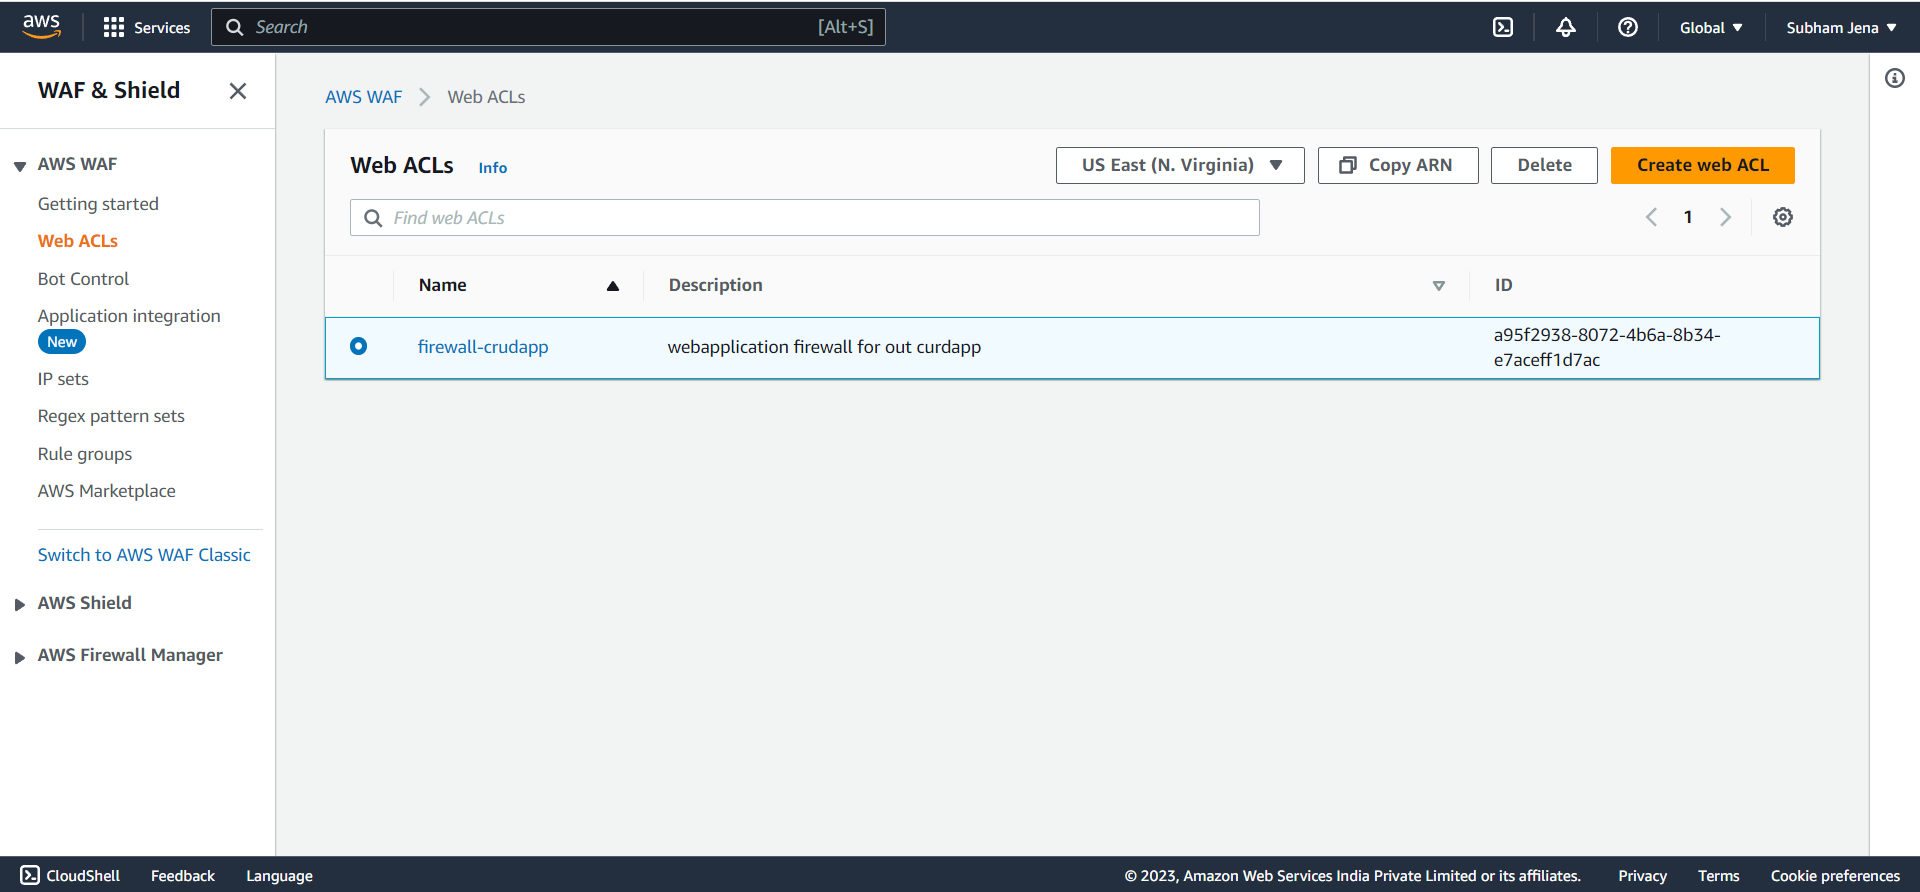 aws
Services
Search
[Alt+S]
Global
Subham Jena
WAF & Shield
AWS WAF
Getting started
Web ACLs
Bot Control
Application integration
New
IP sets
Regex pattern sets
Rule groups
AWS Marketplace
Switch to AWS WAF Classic
AWS Shield
AWS Firewall Manager
AWS WAF
Web ACLs
Web ACLs Info
US East (N. Virginia)
Copy ARN
Delete
Create web ACL
Find web ACLs
1
Name
Description
ID
firewall-crudapp
webapplication firewall for out curdapp
a95f2938-8072-4b6a-8b34-
e7aceff1d7ac
CloudShell
Feedback
Language
© 2023, Amazon Web Services India Private Limited or its affiliates.
Privacy
Terms
Cookie preferences